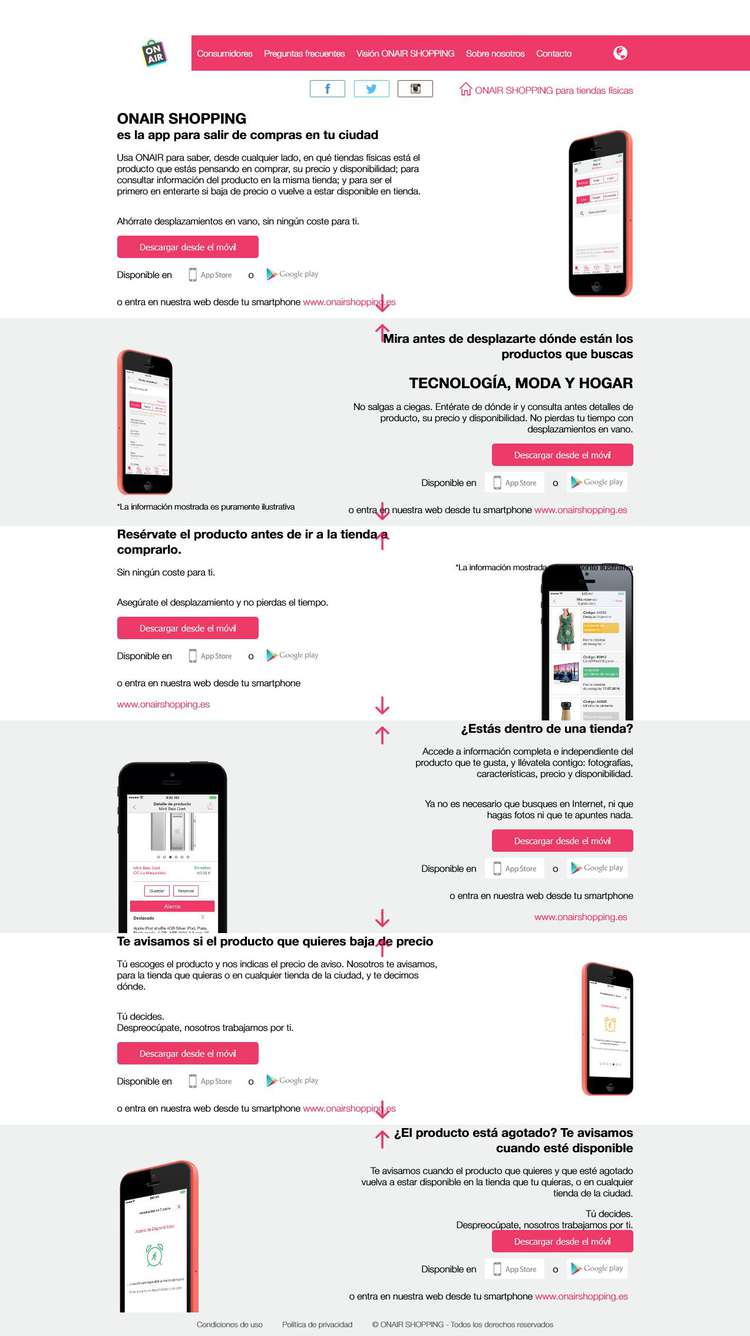 ON
AIR
Consumidores Preguntas frecuentes Visión ONAIR SHOPPING Sobre nosotros Contacto
ONAIR SHOPPING para tiendas físicas
ONAIR SHOPPING
es la app para salir de compras en tu ciudad
Usa ONAIR para saber, desde cualquier lado, en qué tiendas físicas está el
producto que estás pensando en comprar, su precio y disponibilidad; para
consultar información del producto en la misma tienda; y para ser el
primero en enterarte si baja de precio o vuelve a estar disponible en tienda.
Ahórrate desplazamientos en vano, sin ningún coste para ti.
Descargar desde el móvil
Disponible en App Store o Google play
o entra en nuestra web desde tu smartphone www.onairshopping.es
Mira antes de desplazarte dónde están los
productos que buscas
TECNOLOGÍA, MODA Y HOGAR
No salgas a ciegas. Entérate de dónde ir y consulta antes detalles de
producto, su precio y disponibilidad. No pierdas tu tiempo con
desplazamientos en vano.
Descargar desde el móvil
Disponible en App Store o Google play
*La información mostrada es puramente ilustrativa
o entra en nuestra web desde tu smartphone www.onairshopping.es
Resérvate el producto antes de ir a la tienda a
comprarlo.
Sin ningún coste para ti.
*La información mostrada ilustrativa
Asegúrate el desplazamiento y no pierdas el tiempo.
Descargar desde el móvil
Disponible en App Store o Google play
o entra en nuestra web desde tu smartphone
www.onairshopping.es
¿Estás dentro de una tienda?
Accede a información completa e independiente del
producto que te gusta, y llévatela contigo: fotografías,
características, precio y disponibilidad.
Ya no es necesario que busques en Internet, ni que
hagas fotos ni que te apuntes nada.
Descargar desde el móvil
Disponible en App Store o Google play
o entra en nuestra web desde tu smartphone
www.onairshopping.es
Detalle de producto
Guardar Reservar
Alerta
Destacado
Te avisamos si el producto que quieres baja de precio
Tú escoges el producto y nos indicas el precio de aviso. Nosotros te avisamos,
para la tienda que quieras o en cualquier tienda de la ciudad, y te decimos
dónde.
Tú decides.
Despreocúpate, nosotros trabajamos por ti.
Descargar desde el móvil
Disponible en App Store o Google play
o entra en nuestra web desde tu smartphone www.onairshopping.es
¿El producto está agotado? Te avisamos
cuando esté disponible
Te avisamos cuando el producto que quieres y que esté agotado
vuelva a estar disponible en la tienda que tu quieras, o en cualquier
tienda de la ciudad.
Tú decides.
Despreocúpate, nosotros trabajamos por ti.
Descargar desde el móvil
Disponible en App Store o Google play
o entra en nuestra web desde tu smartphone www.onairshopping.es
Condiciones de uso Política de privacidad © ONAIR SHOPPING - Todos los derechos reservados